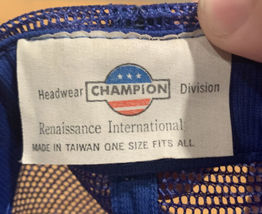 Headwear CHAMPION Division
Renaissance International
MADE IN TAIWAN ONE SIZE FITS ALL